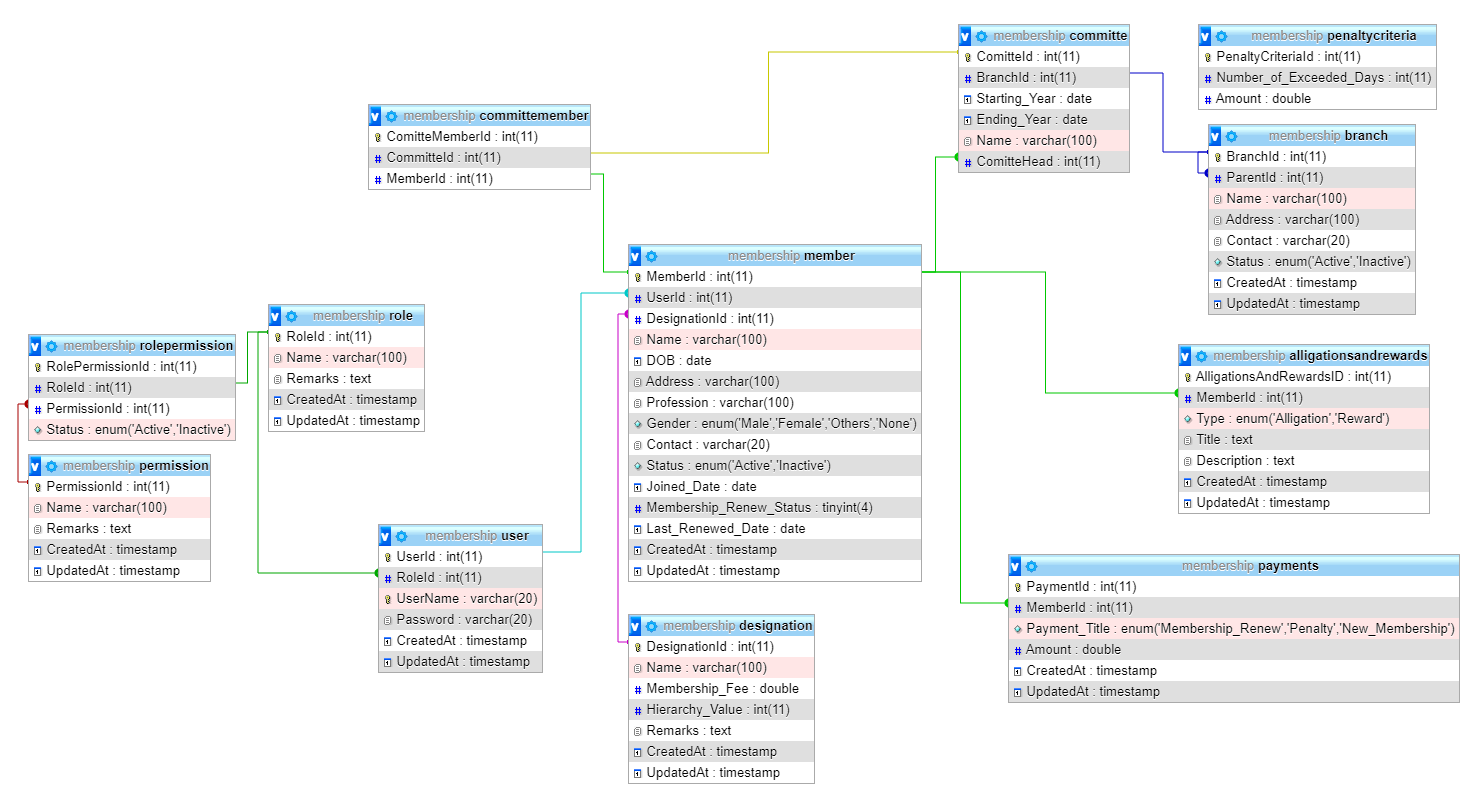 membership committe
ComitteId : int(11)
BranchId : int(11)
Starting_Year : date
Ending_Year : date
Name : varchar(100)
ComitteHead : int(11)
membership penaltycriteria
PenaltyCriteriaId : int(11)
Number_of_Exceeded_Days : int(11)
Amount : double
membership committemember
ComitteMemberId : int(11)
CommitteId : int(11)
MemberId : int(11)
membership branch
BranchId : int(11)
ParentId : int(11)
Name : varchar(100)
Address : varchar(100)
Contact : varchar(20)
Status : enum('Active','Inactive')
CreatedAt : timestamp
UpdatedAt : timestamp
membership member
MemberId : int(11)
UserId : int(11)
DesignationId : int(11)
Name : varchar(100)
DOB : date
Address : varchar(100)
Profession : varchar(100)
Gender : enum('Male','Female','Others','None')
Contact : varchar(20)
Status : enum('Active','Inactive')
Joined_Date : date
Membership_Renew_Status : tinyint(4)
Last_Renewed_Date : date
CreatedAt : timestamp
UpdatedAt : timestamp
membership role
RoleId : int(11)
Name : varchar(100)
Remarks : text
CreatedAt : timestamp
UpdatedAt : timestamp
membership rolepermission
RolePermissionId : int(11)
RoleId : int(11)
PermissionId : int(11)
Status : enum('Active','Inactive')
membership alligationsandrewards
AlligationsAndRewardsID : int(11)
MemberId : int(11)
Type : enum('Alligation','Reward')
Title : text
Description : text
CreatedAt : timestamp
UpdatedAt : timestamp
membership permission
PermissionId : int(11)
Name : varchar(100)
Remarks : text
CreatedAt : timestamp
UpdatedAt : timestamp
membership user
UserId : int(11)
RoleId : int(11)
UserName : varchar(20)
Password : varchar(20)
CreatedAt : timestamp
UpdatedAt : timestamp
membership payments
PaymentId : int(11)
MemberId : int(11)
Payment_Title : enum('Membership_Renew','Penalty','New_Membership')
Amount : double
CreatedAt : timestamp
UpdatedAt : timestamp
membership designation
DesignationId : int(11)
Name : varchar(100)
Membership_Fee : double
Hierarchy_Value : int(11)
Remarks : text
CreatedAt : timestamp
UpdatedAt : timestamp